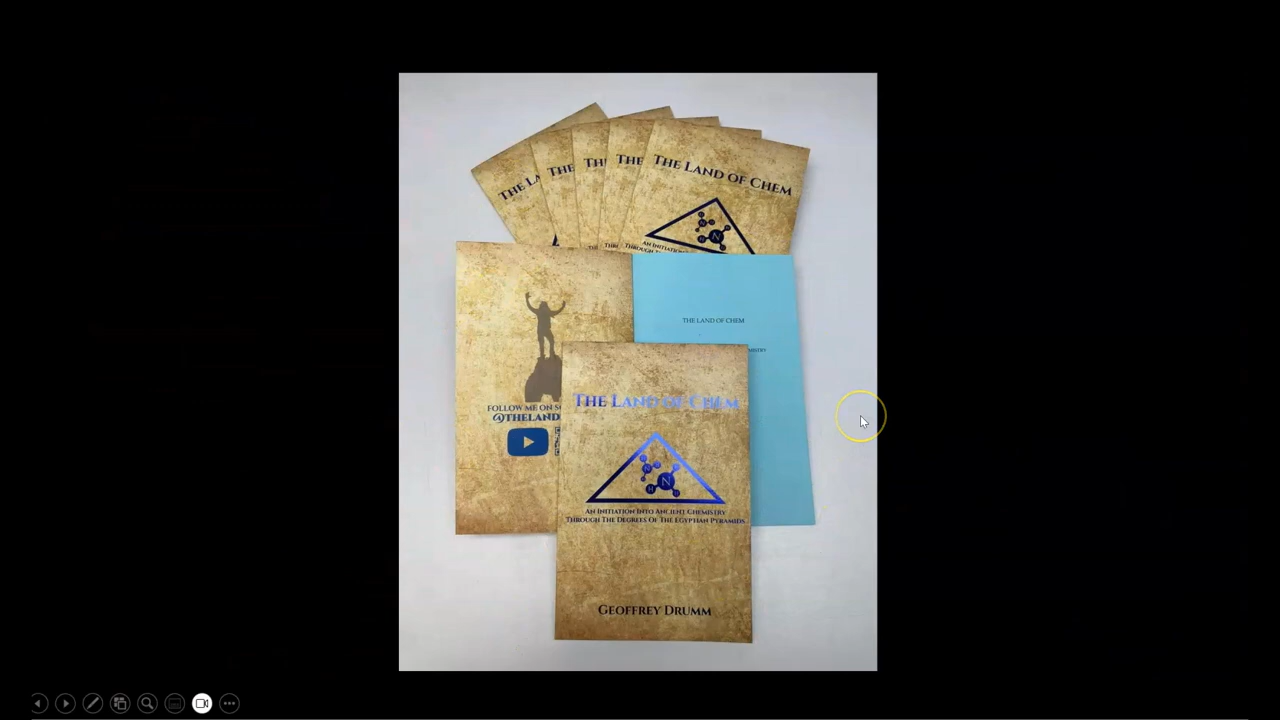 THE LAND OF CHEM
THE LAND OF CHEM
FOLLOW ME ON
@THELAND
THE LAND OF CHEM
N
H
H
AN INITIATION INTO ANCIENT CHEMISTRY
THROUGH THE DEGREES OF THE EGYPTIAN PYRAMIDS
GEOFFREY DRUMM